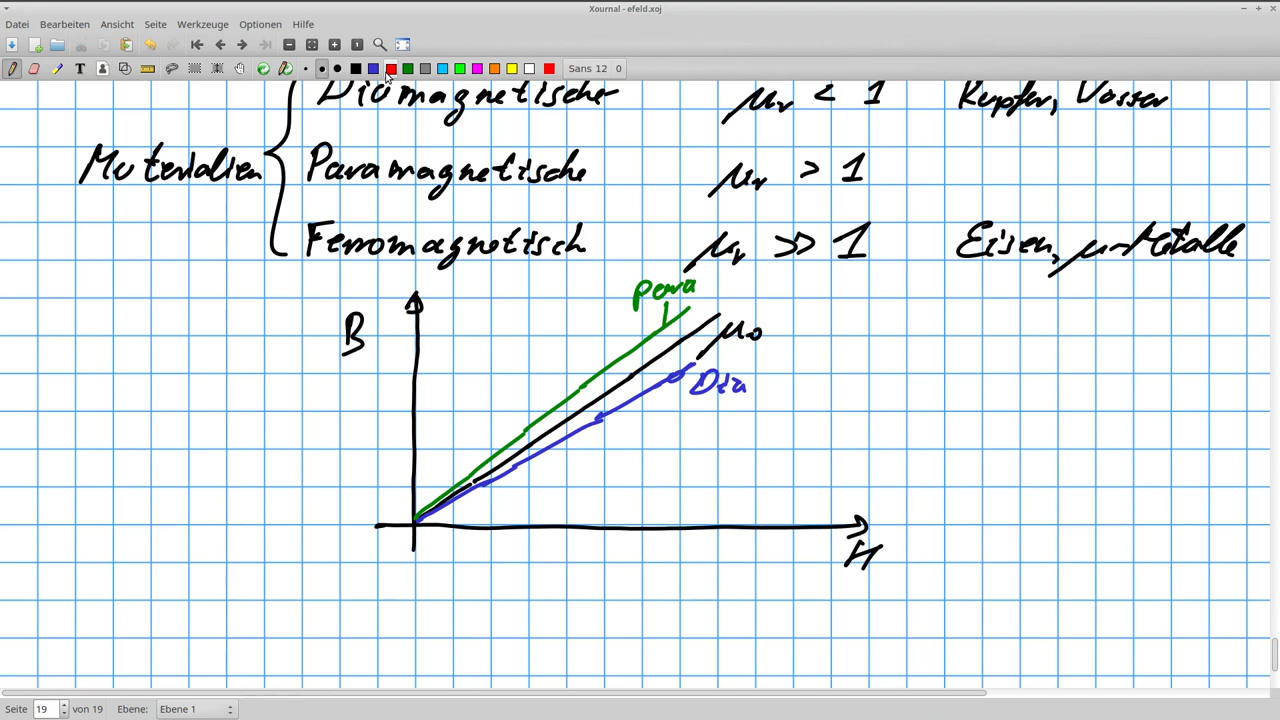 Xournal - efeld.xoj
Datei Bearbeiten Ansicht Seite Werkzeuge Optionen Hilfe
Sans 12 0
Diamagnetische μr < 1 Kupfer, Wasser
Materialien
Paramagnetische μr > 1
Ferromagnetisch μr >> 1 Eisen, μ-Metalle
para
B
μ0
Dia
H
Seite 19 von 19 Ebene: Ebene 1